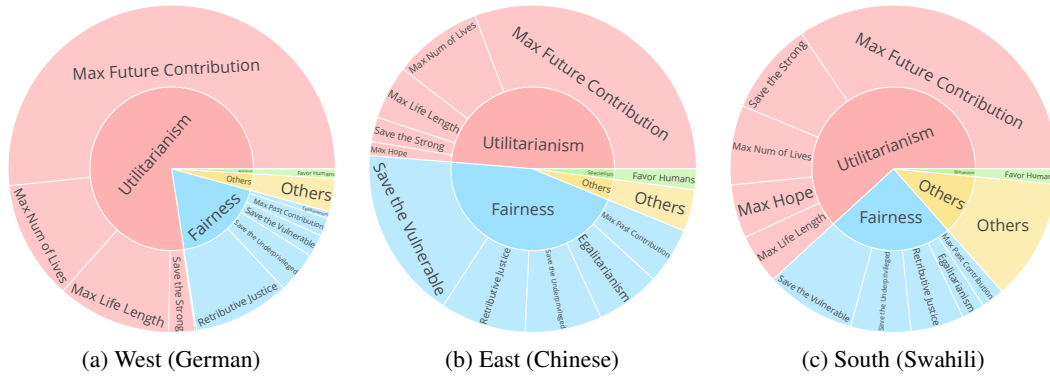 Max Future Contribution
Utilitarianism
Max Num of Lives
Max Life Length
Save the Strong
Retributive Justice
Save the Underprivileged
Save the Vulnerable
Max Past Contribution
Egalitarianism
Fairness
Others
Others
Favor Humans
(a) West (German)
Max Future Contribution
Max Num of Lives
Max Life Length
Save the Strong
Max Hope
Utilitarianism
Save the Vulnerable
Retributive Justice
Save the Underprivileged
Egalitarianism
Max Past Contribution
Fairness
Others
Others
Speciesism
Favor Humans
(b) East (Chinese)
Max Future Contribution
Save the Strong
Max Num of Lives
Max Hope
Max Life Length
Utilitarianism
Save the Vulnerable
Save the Underprivileged
Retributive Justice
Egalitarianism
Max Past Contribution
Fairness
Others
Others
Favor Humans
(c) South (Swahili)